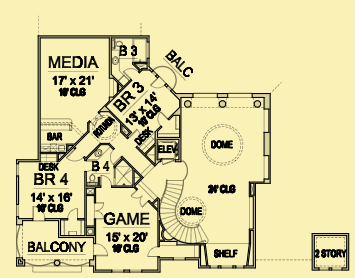 MEDIA
17' x 21'
10' CLG
B 3
BALC
BR 3
13' x 14'
10' CLG
DESK
ROTUNDA
BAR
ELEV.
DOME
24' CLG
DESK
BR 4
14' x 16'
10' CLG
B 4
DOME
GAME
15' x 20'
10' CLG
BALCONY
SHELF
2 STORY